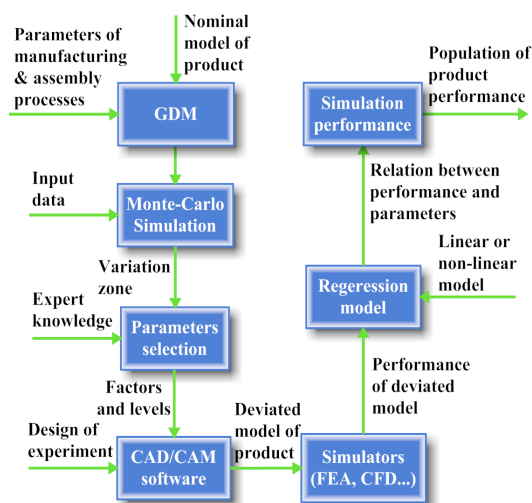 Parameters of
manufacturing
& assembly
processes
Nominal model of
product
GDM
Input
data
Monte-Carlo
Simulation
Variation
zone
Expert
knowledge
Parameters
selection
Factors
and levels
Design of
experiment
CAD/CAM
software
Deviated
model of
product
Simulators
(FEA, CFD...)
Performance
of deviated
model
Regeression
model
Linear or
non-linear
model
Relation between
performance and
parameters
Simulation
performance
Population of
product
performance